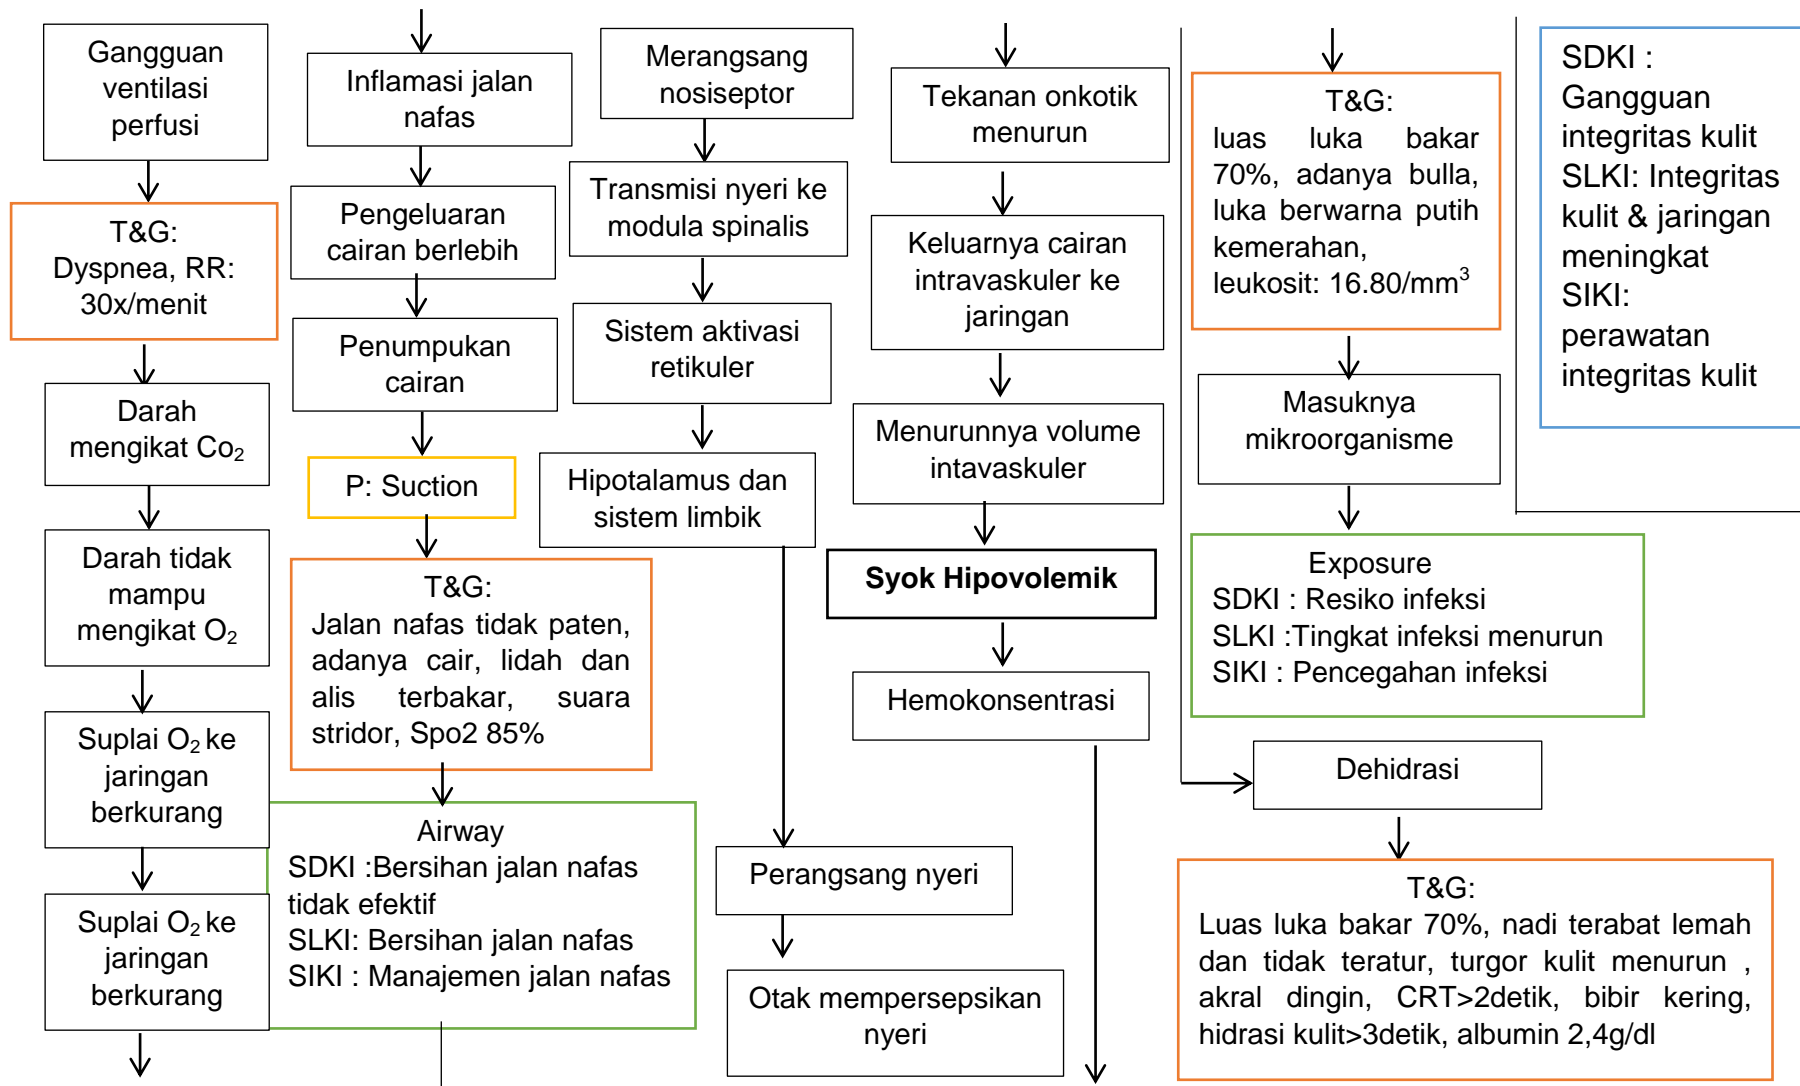 Gangguan
ventilasi
perfusi
T&G:
Dyspnea, RR:
30x/menit
Darah
mengikat Co₂
Darah tidak
mampu
mengikat O₂
Suplai O₂ ke
jaringan
berkurang
Suplai O₂ ke
jaringan
berkurang
Inflamasi jalan
nafas
Pengeluaran
cairan berlebih
Penumpukan
cairan
P: Suction
T&G:
Jalan nafas tidak paten,
adanya cair, lidah dan
alis terbakar, suara
stridor, Spo2 85%
Airway
SDKI :Bersihan jalan nafas
tidak efektif
SLKI: Bersihan jalan nafas
SIKI : Manajemen jalan nafas
Merangsang
nosiseptor
Transmisi nyeri ke
modula spinalis
Sistem aktivasi
retikuler
Hipotalamus dan
sistem limbik
Perangsang nyeri
Otak mempersepsikan
nyeri
Tekanan onkotik
menurun
Keluarnya cairan
intravaskuler ke
jaringan
Menurunnya volume
intavaskuler
Syok Hipovolemik
Hemokonsentrasi
T&G:
luas luka bakar
70%, adanya bulla,
luka berwarna putih
kemerahan,
leukosit: 16.80/mm³
Masuknya
mikroorganisme
Exposure
SDKI : Resiko infeksi
SLKI :Tingkat infeksi menurun
SIKI : Pencegahan infeksi
Dehidrasi
T&G:
Luas luka bakar 70%, nadi terabat lemah
dan tidak teratur, turgor kulit menurun ,
akral dingin, CRT>2detik, bibir kering,
hidrasi kulit>3detik, albumin 2,4g/dl
SDKI :
Gangguan
integritas kulit
SLKI: Integritas
kulit & jaringan
meningkat
SIKI:
perawatan
integritas kulit